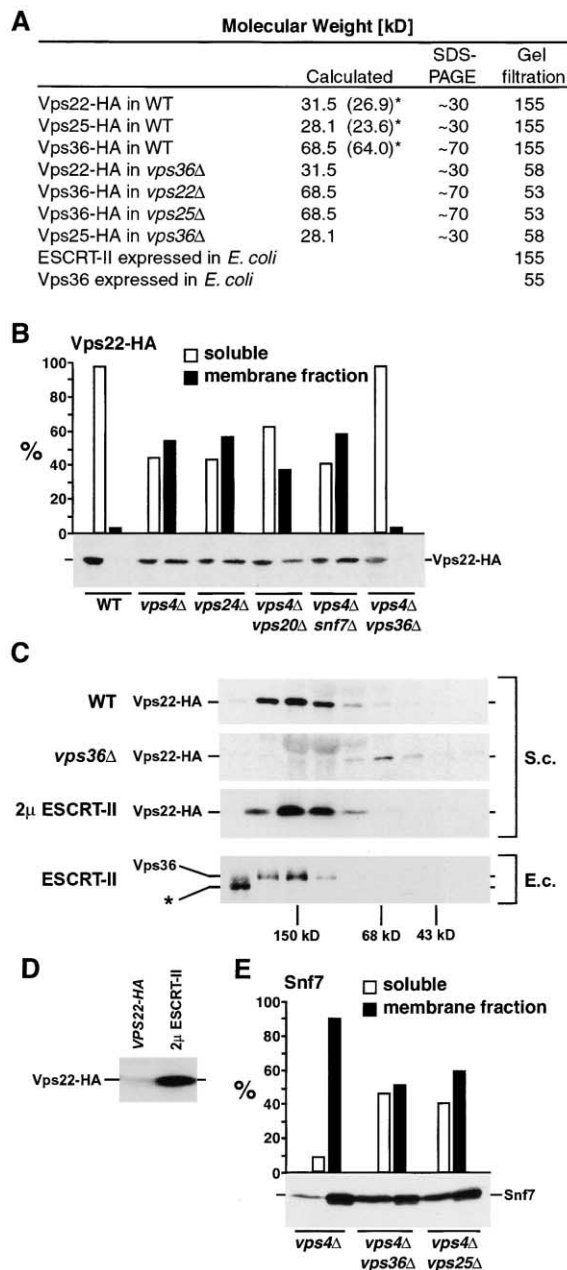 A
Molecular Weight [kD]
Calculated SDS-PAGE Gel filtration
Vps22-HA in WT 31.5 (26.9)* ~30 155
Vps25-HA in WT 28.1 (23.6)* ~30 155
Vps36-HA in WT 68.5 (64.0)* ~70 155
Vps22-HA in vps36Δ 31.5 ~30 58
Vps36-HA in vps22Δ 68.5 ~70 53
Vps36-HA in vps25Δ 68.5 ~70 53
Vps25-HA in vps36Δ 28.1 ~30 58
ESCRT-II expressed in E. coli 155
Vps36 expressed in E. coli 55
B
Vps22-HA
soluble
membrane fraction
100
80
60
40
20
0
%
Vps22-HA
WT vps4Δ vps24Δ vps4Δ vps4Δ vps4Δ
vps20Δ snf7Δ vps36Δ
C
WT Vps22-HA
vps36Δ Vps22-HA
S.c.
2μ ESCRT-II Vps22-HA
Vps36
ESCRT-II E.c.
*
150 kD 68 kD 43 kD
D
VPS22-HA
2μ ESCRT-II
Vps22-HA
E
Snf7
soluble
membrane fraction
100
80
60
40
20
0
%
Snf7
vps4Δ vps4Δ vps4Δ
vps36Δ vps25Δ